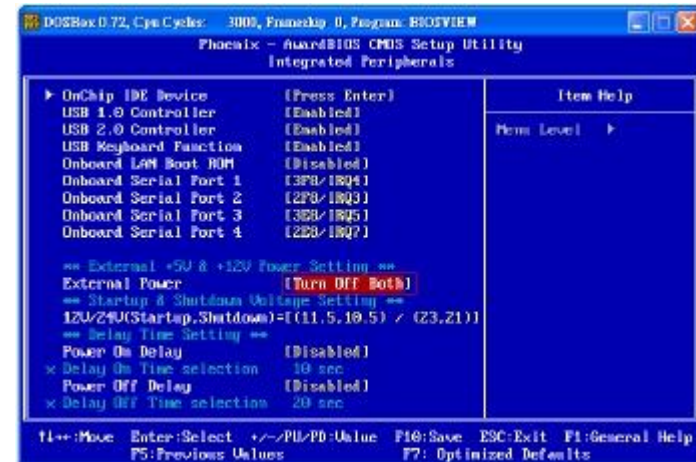 DOSBox 0.72, Cpu Cycles: 3000, Frameskip 0, Program: BIOSVIEW
Phoenix - AwardBIOS CMOS Setup Utility
Integrated Peripherals
▶ OnChip IDE Device [Press Enter]
USB 1.0 Controller [Enabled]
USB 2.0 Controller [Enabled]
USB Keyboard Function [Enabled]
Onboard LAN Boot ROM [Disabled]
Onboard Serial Port 1 [3F8/IRQ4]
Onboard Serial Port 2 [2F8/IRQ3]
Onboard Serial Port 3 [3E8/IRQ5]
Onboard Serial Port 4 [2E8/IRQ7]
** External +5V & +12V Power Setting **
External Power [Turn Off Both]
** Startup & Shutdown Voltage Setting **
12V/24V(Startup,Shutdown)=[(11.5,10.5) / (23,21)]
** Delay Time Setting **
Power On Delay [Disabled]
x Delay On Time selection 10 sec
Power Off Delay [Disabled]
x Delay Off Time selection 20 sec
Item Help
Menu Level ▶
↑↓→←:Move Enter:Select +/-/PU/PD:Value F10:Save ESC:Exit F1:General Help
F5:Previous Values F7: Optimized Defaults